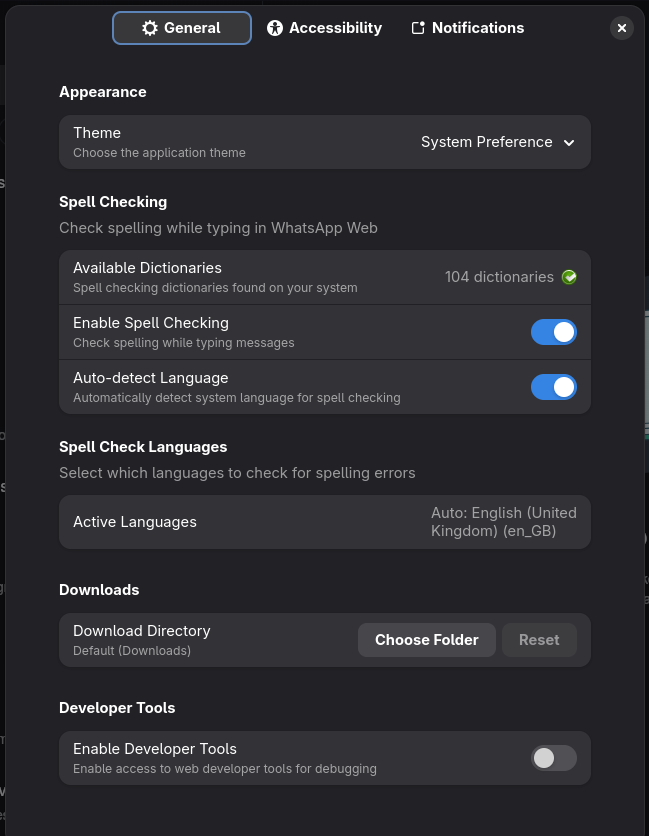 General
Accessibility
Notifications
Appearance
Theme
Choose the application theme
System Preference
Spell Checking
Check spelling while typing in WhatsApp Web
Available Dictionaries
Spell checking dictionaries found on your system
104 dictionaries
Enable Spell Checking
Check spelling while typing messages
Auto-detect Language
Automatically detect system language for spell checking
Spell Check Languages
Select which languages to check for spelling errors
Active Languages
Auto: English (United
Kingdom) (en_GB)
Downloads
Download Directory
Default (Downloads)
Choose Folder
Reset
Developer Tools
Enable Developer Tools
Enable access to web developer tools for debugging